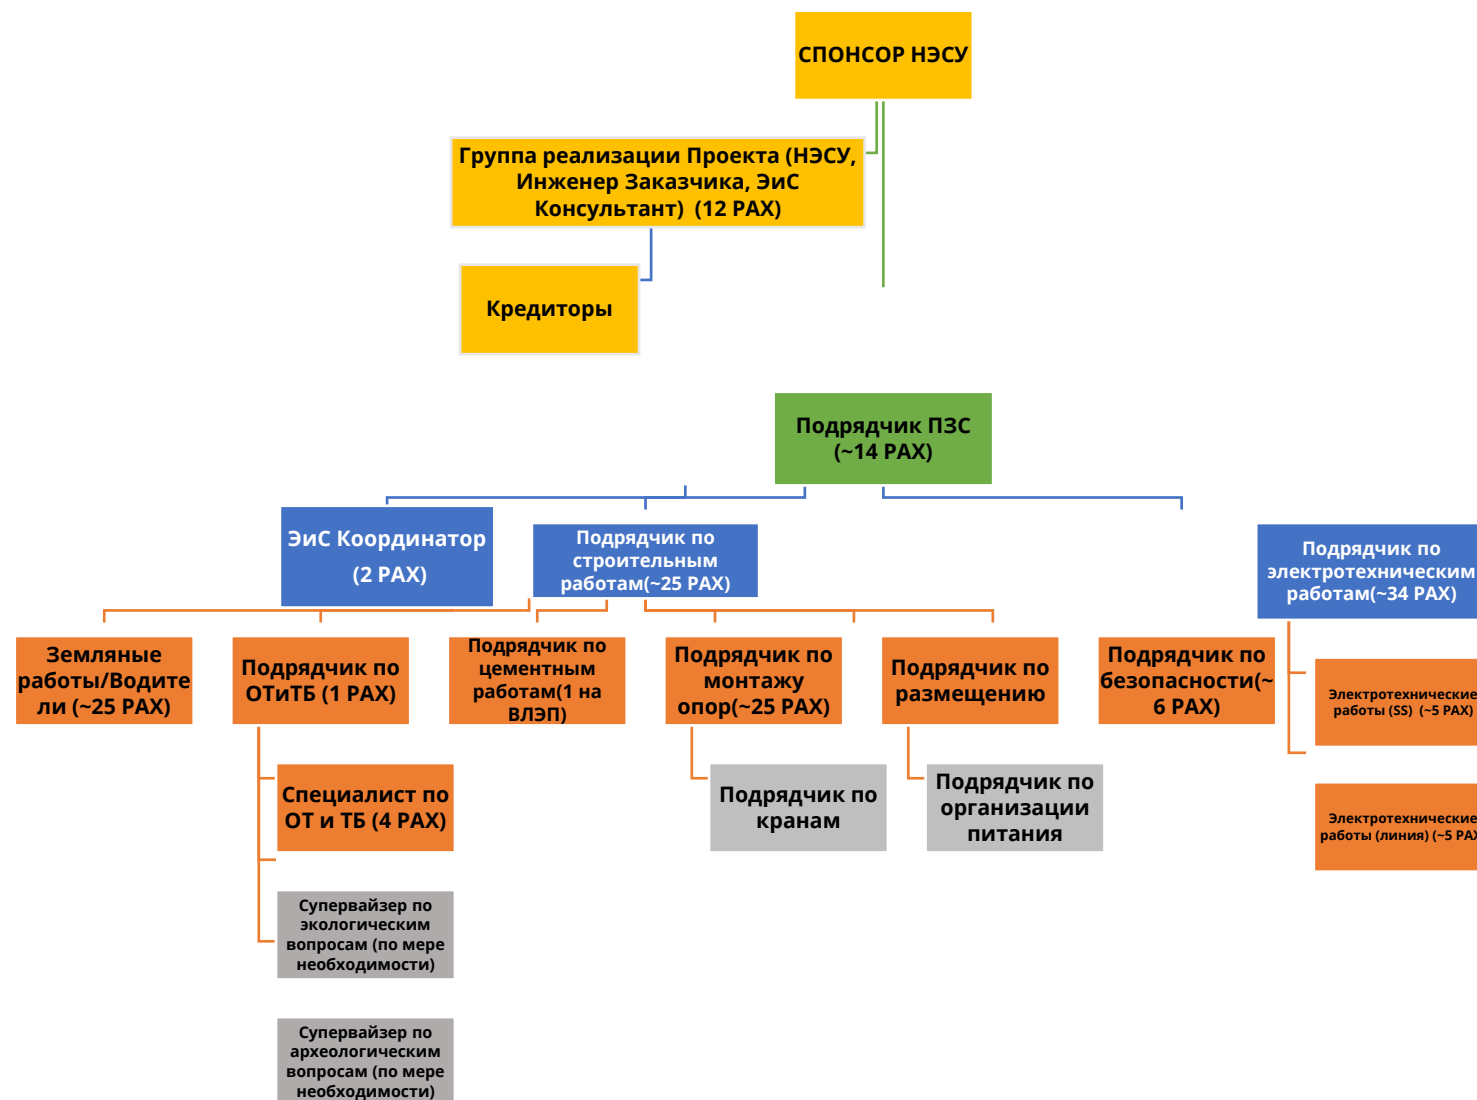 СПОНСОР НЭСУ
Группа реализации Проекта (НЭСУ,
Инженер Заказчика, ЭиС
Консультант)  (12 PAX)
Кредиторы
Подрядчик ПЗС
(~14 PAX)
ЭиС Координатор
(2 PAX)
Подрядчик по
строительным
работам(~25 PAX)
Подрядчик по
электротехническим
работам(~34 PAX)
Земляные
работы/Водите
ли (~25 PAX)
Подрядчик по
ОТиТБ (1 PAX)
Подрядчик по
цементным
работам(1 на
ВЛЭП)
Подрядчик по
монтажу
опор(~25 PAX)
Подрядчик по
размещению
Подрядчик по
безопасности(~
6 PAX)
Электротехнические
работы (SS)  (~5 PAX)
Специалист по
ОТ и ТБ (4 PAX)
Подрядчик по
кранам
Подрядчик по
организации
питания
Электротехнические
работы (линия) (~5 PAX
Супервайзер по
экологическим
вопросам (по мере
необходимости)
Супервайзер по
археологическим
вопросам (по мере
необходимости)